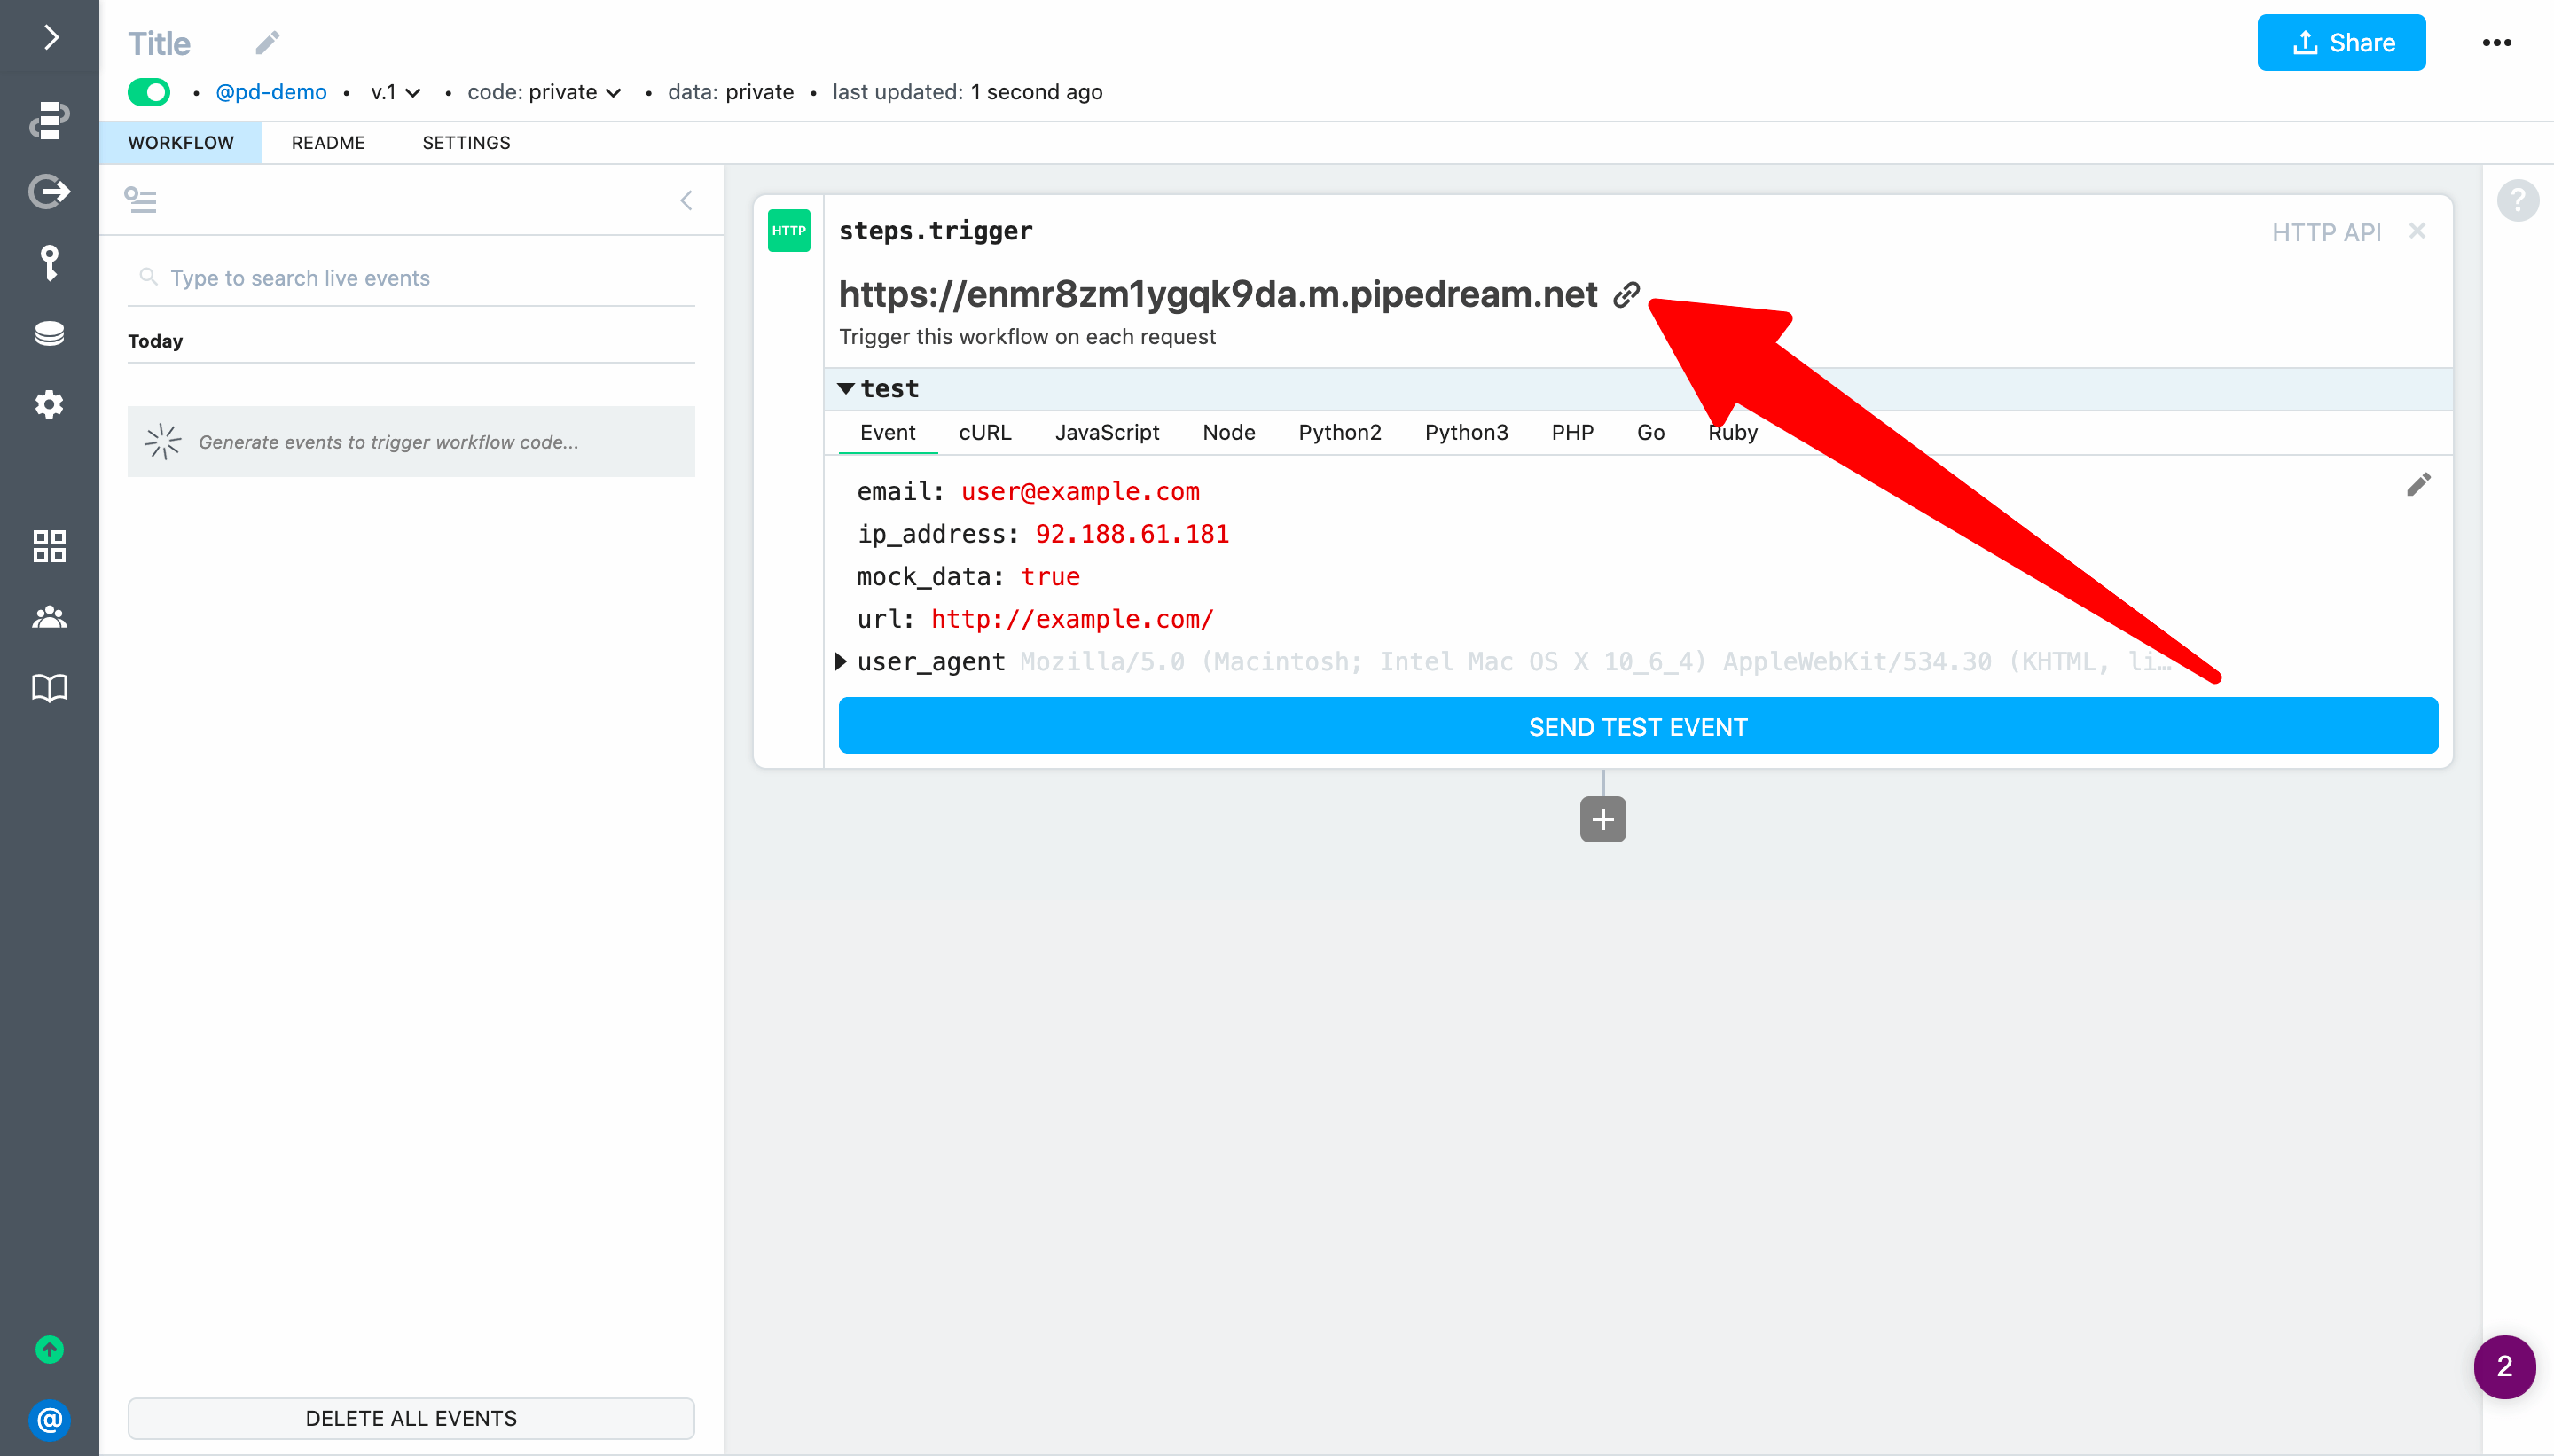 Title
Share
• @pd-demo • v.1 • code: private • data: private • last updated: 1 second ago
WORKFLOW README SETTINGS
Type to search live events
Today
Generate events to trigger workflow code...
DELETE ALL EVENTS
HTTP
steps.trigger
HTTP API
https://enmr8zm1ygqk9da.m.pipedream.net
Trigger this workflow on each request
test
Event cURL JavaScript Node Python2 Python3 PHP Go Ruby
email: user@example.com
ip_address: 92.188.61.181
mock_data: true
url: http://example.com/
user_agent Mozilla/5.0 (Macintosh; Intel Mac OS X 10_6_4) AppleWebKit/534.30 (KHTML, li…
SEND TEST EVENT
?
@
2